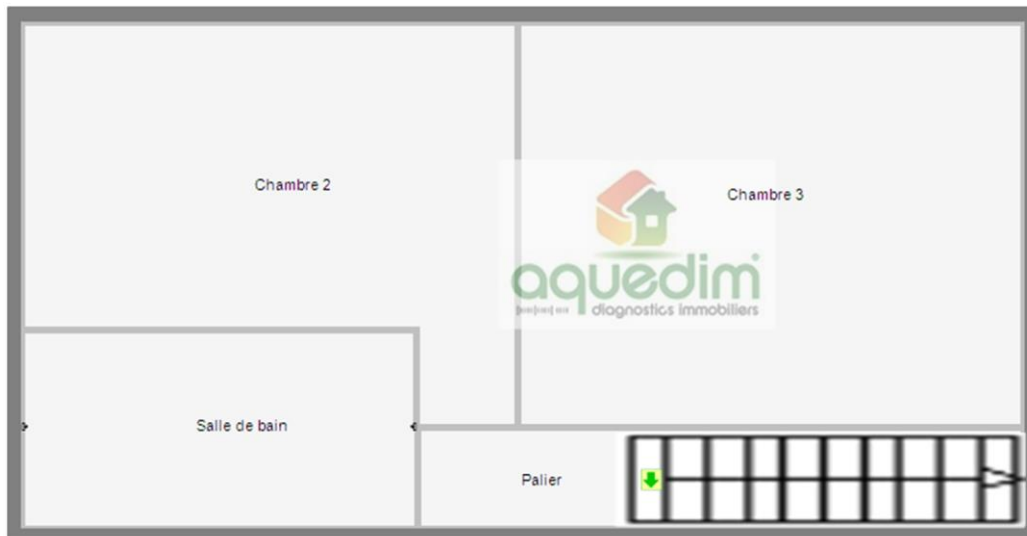 Chambre 2
Chambre 3
aquedim
diagnostics immobiliers
Salle de bain
Palier